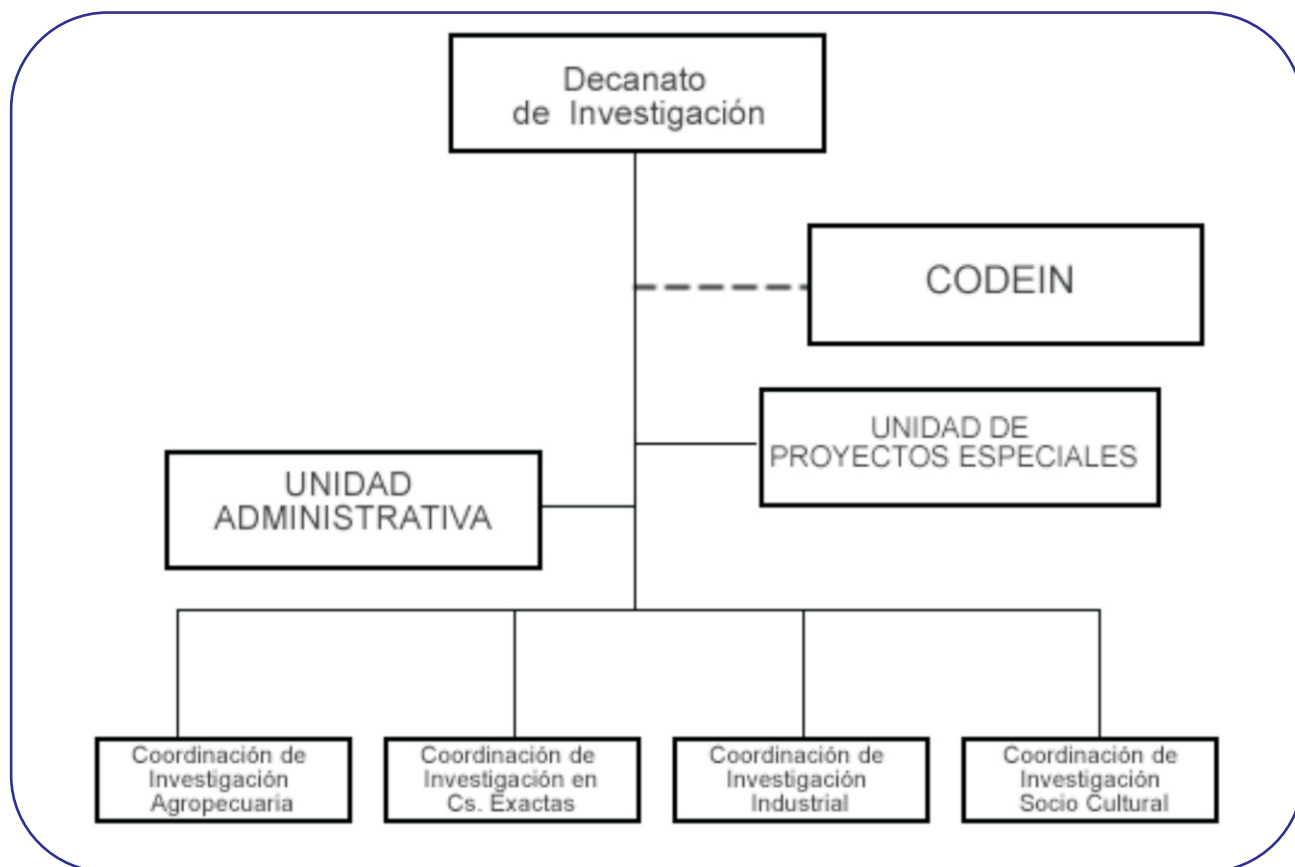 Decanato
de Investigación
CODEIN
UNIDAD DE
PROYECTOS ESPECIALES
UNIDAD
ADMINISTRATIVA
Coordinación de
Investigación
Agropecuaria
Coordinación de
Investigación en
Cs. Exactas
Coordinación de
Investigación
Industrial
Coordinación de
Investigación
Socio Cultural